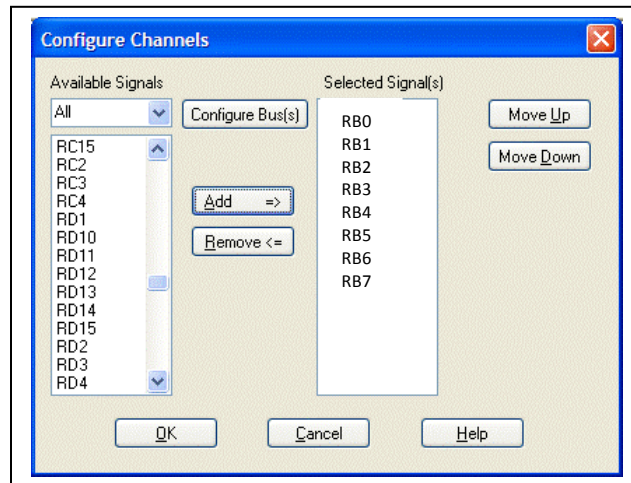 Configure Channels
Available Signals
All
Configure Bus(s)
RC15
RC2
RC3
RC4
RD1
RD10
RD11
RD12
RD13
RD14
RD15
RD2
RD3
RD4
Add =>
Remove <=
Selected Signal(s)
RB0
RB1
RB2
RB3
RB4
RB5
RB6
RB7
Move Up
Move Down
OK
Cancel
Help